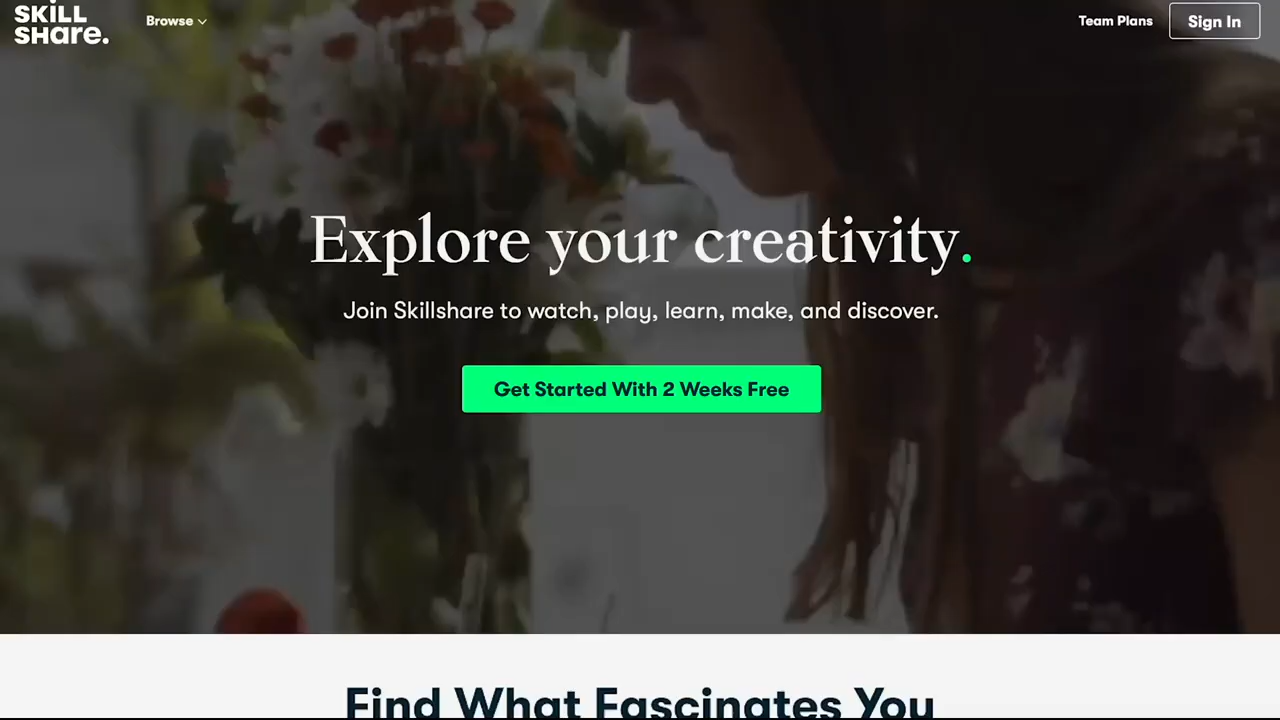 SKILL
SHare.
Browse
Team Plans
Sign In
Explore your creativity.
Join Skillshare to watch, play, learn, make, and discover.
Get Started With 2 Weeks Free
Find What Fascinates You